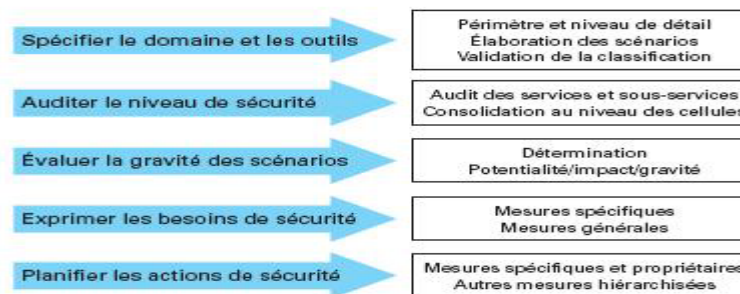 Spécifier le domaine et les outils
Périmètre et niveau de détail
Élaboration des scénarios
Validation de la classification
Auditer le niveau de sécurité
Audit des services et sous-services
Consolidation au niveau des cellules
Évaluer la gravité des scénarios
Détermination
Potentialité/impact/gravité
Exprimer les besoins de sécurité
Mesures spécifiques
Mesures générales
Planifier les actions de sécurité
Mesures spécifiques et propriétaires
Autres mesures hiérarchisées